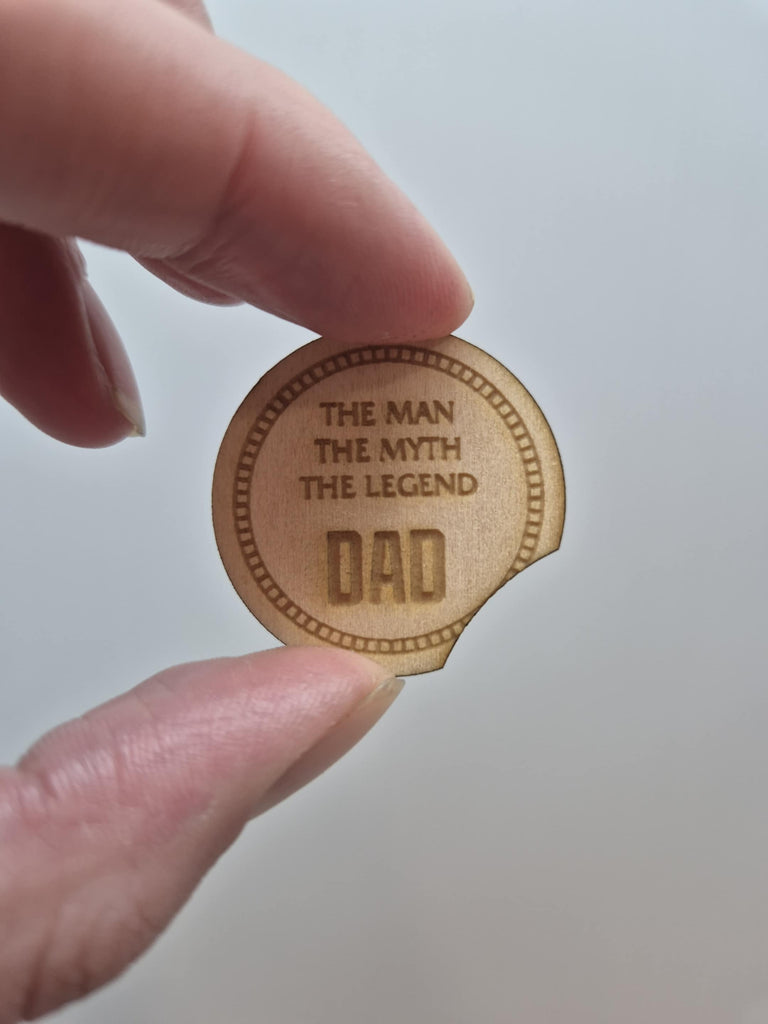 THE MAN
THE MYTH
THE LEGEND
DAD